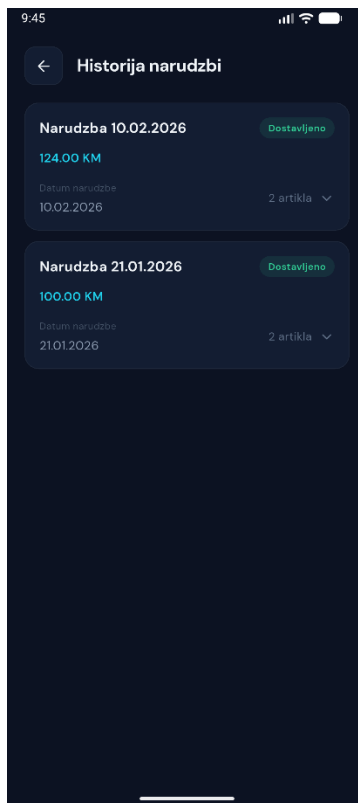 9:45
Historija narudzbi
Narudzba 10.02.2026
Dostavljeno
124.00 KM
Datum narudzbe
10.02.2026
2 artikla
Narudzba 21.01.2026
Dostavljeno
100.00 KM
Datum narudzbe
21.01.2026
2 artikla